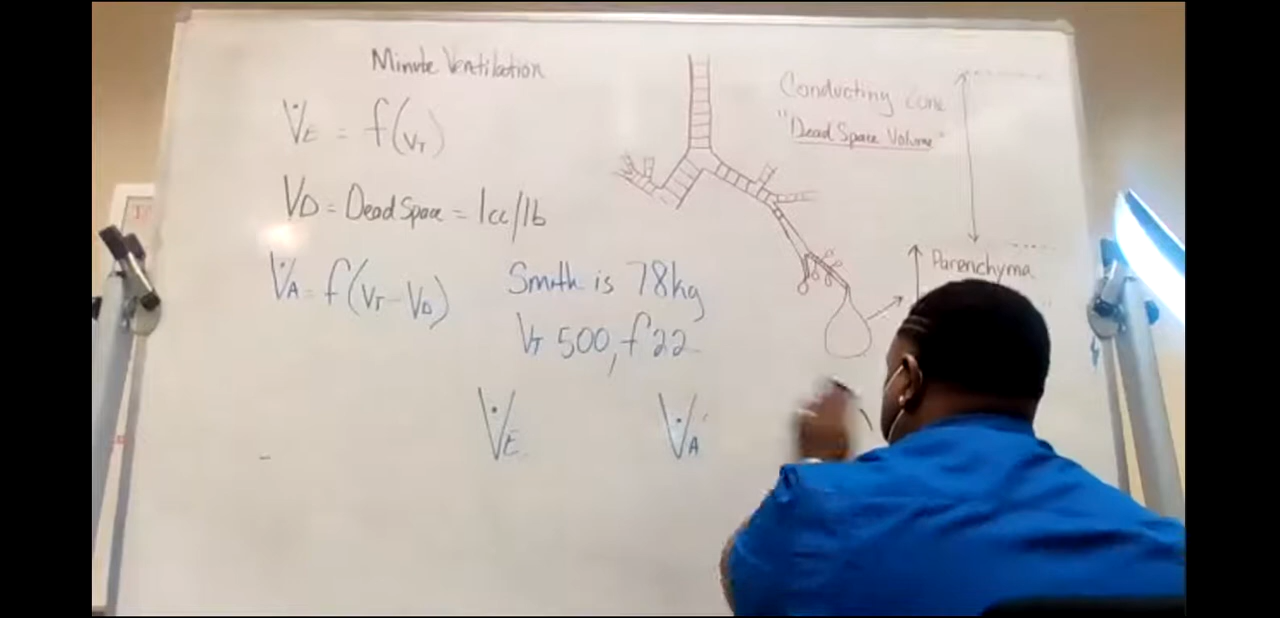 Minute Ventilation
V̇E = f(VT)
VD = Dead Space = 1cc/lb
V̇A = f(VT - VD)
Smith is 78kg
VT 500, f 22
V̇E
V̇A
Conducting Zone
"Dead Space Volume"
Parenchyma